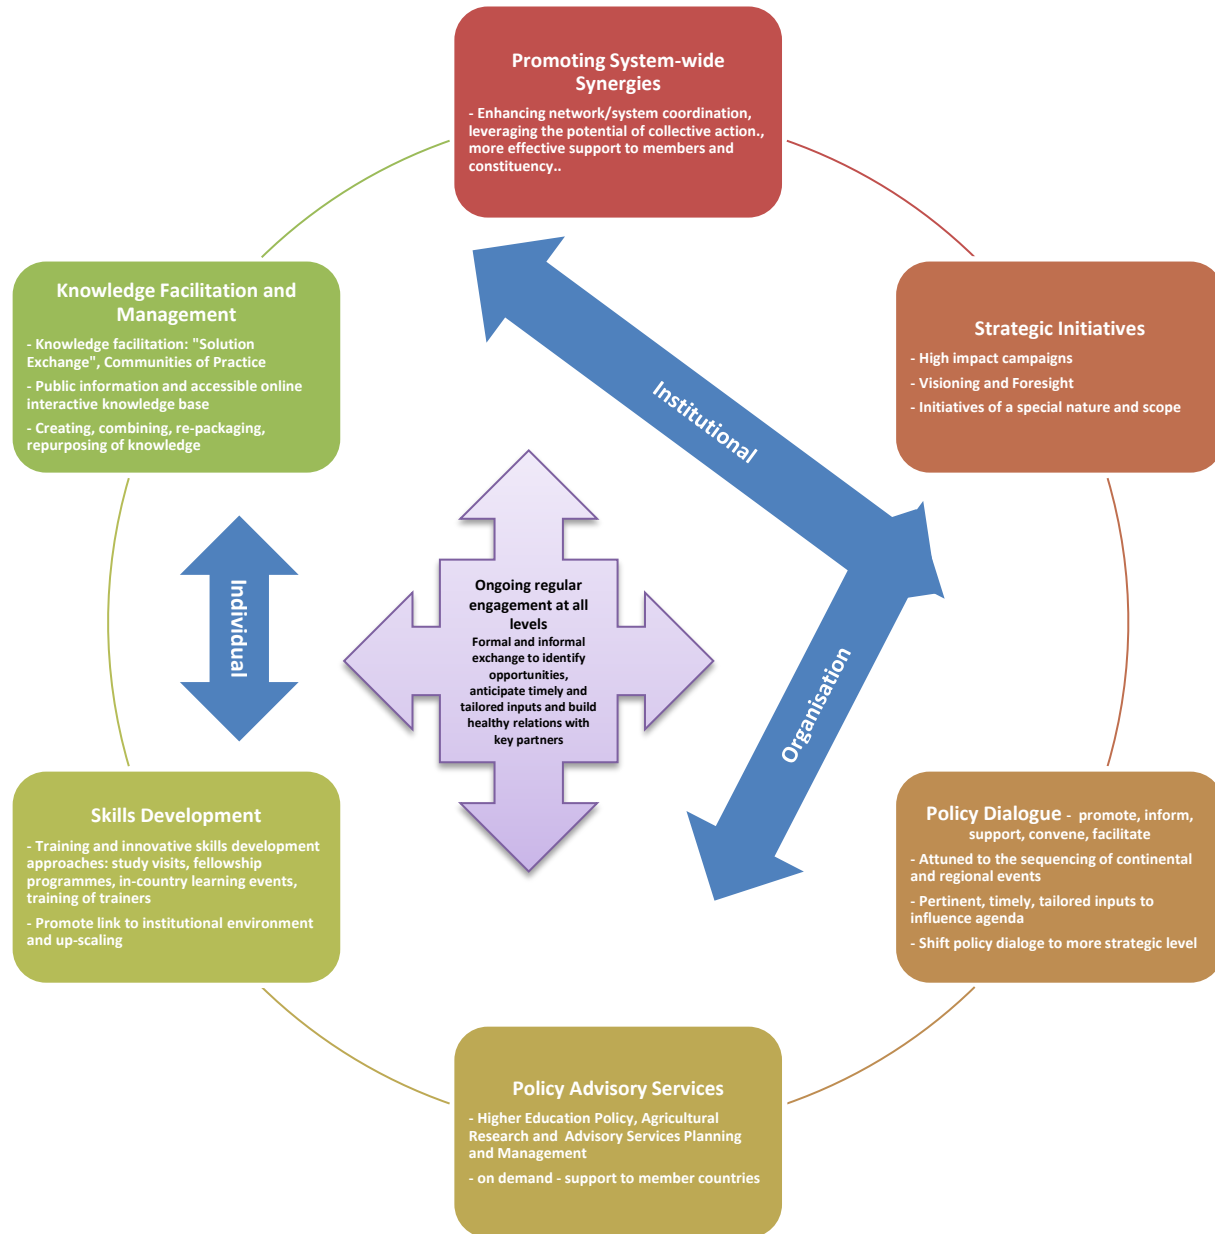 Promoting System-wide
Synergies
- Enhancing network/system coordination,
leveraging the potential of collective action.,
more effective support to members and
constituency..
Knowledge Facilitation and
Management
- Knowledge facilitation: "Solution
Exchange", Communities of Practice
- Public information and accessible online
interactive knowledge base
- Creating, combining, re-packaging,
repurposing of knowledge
Strategic Initiatives
- High impact campaigns
- Visioning and Foresight
- Initiatives of a special nature and scope
Institutional
Individual
Ongoing regular
engagement at all
levels
Formal and informal
exchange to identify
opportunities,
anticipate timely and
tailored inputs and build
healthy relations with
key partners
Organisation
Skills Development
- Training and innovative skills development
approaches: study visits, fellowship
programmes, in-country learning events,
training of trainers
- Promote link to institutional environment
and up-scaling
Policy Dialogue - promote, inform,
support, convene, facilitate
- Attuned to the sequencing of continental
and regional events
- Pertinent, timely, tailored inputs to
influence agenda
- Shift policy dialoge to more strategic level
Policy Advisory Services
- Higher Education Policy, Agricultural
Research and Advisory Services Planning
and Management
- on demand - support to member countries